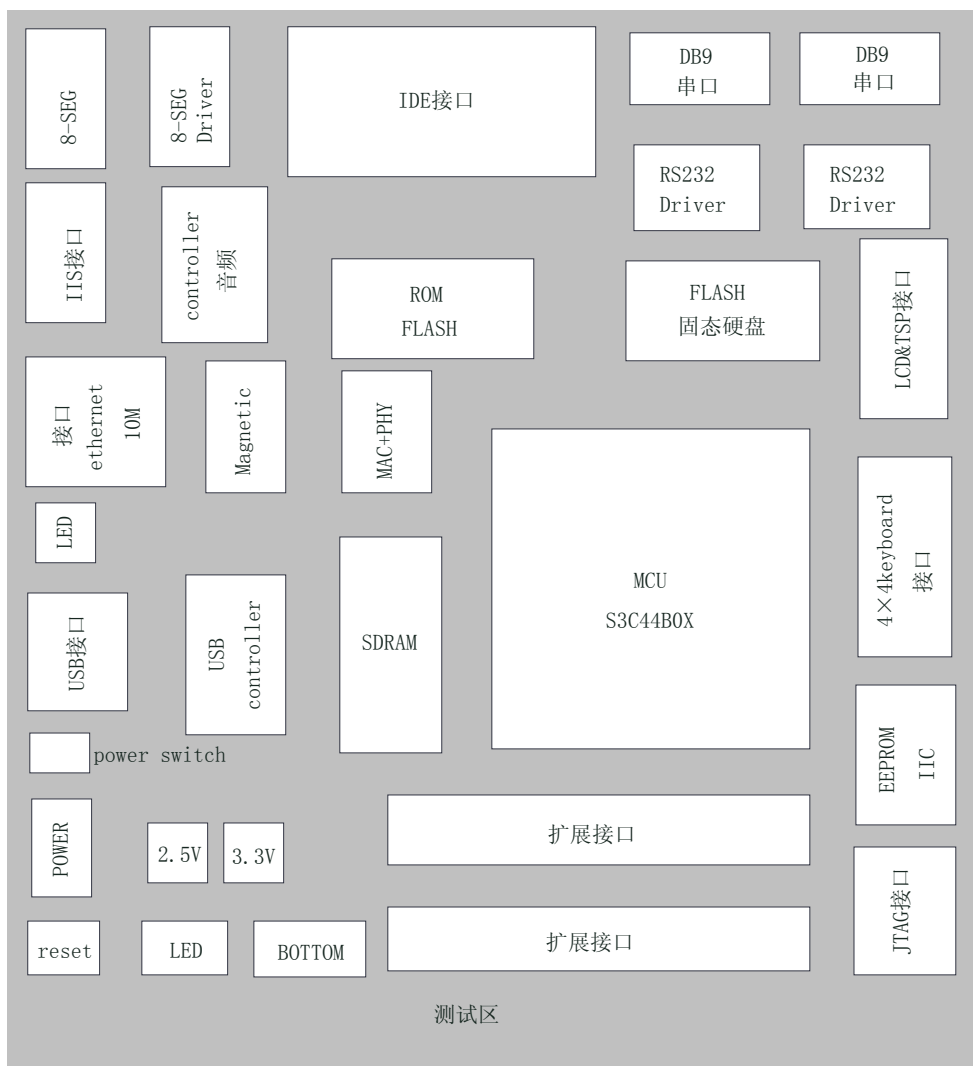 8-SEG
8-SEG
Driver
IDE接口
DB9
串口
DB9
串口
RS232
Driver
RS232
Driver
IIS接口
controller
音频
ROM
FLASH
FLASH
固态硬盘
LCD&TSP接口
接口
ethernet
10M
Magnetic
MAC+PHY
LED
MCU
S3C44B0X
4×4keyboard
接口
USB接口
USB
controller
SDRAM
power switch
EEPROM
IIC
POWER
2.5V
3.3V
扩展接口
JTAG接口
reset
LED
BOTTOM
扩展接口
测试区